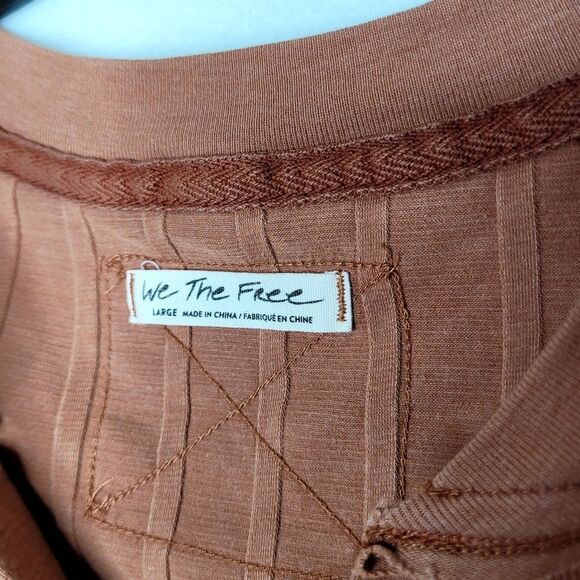 We The Free
LARGE MADE IN CHINA / FABRIQUÉ EN CHINE